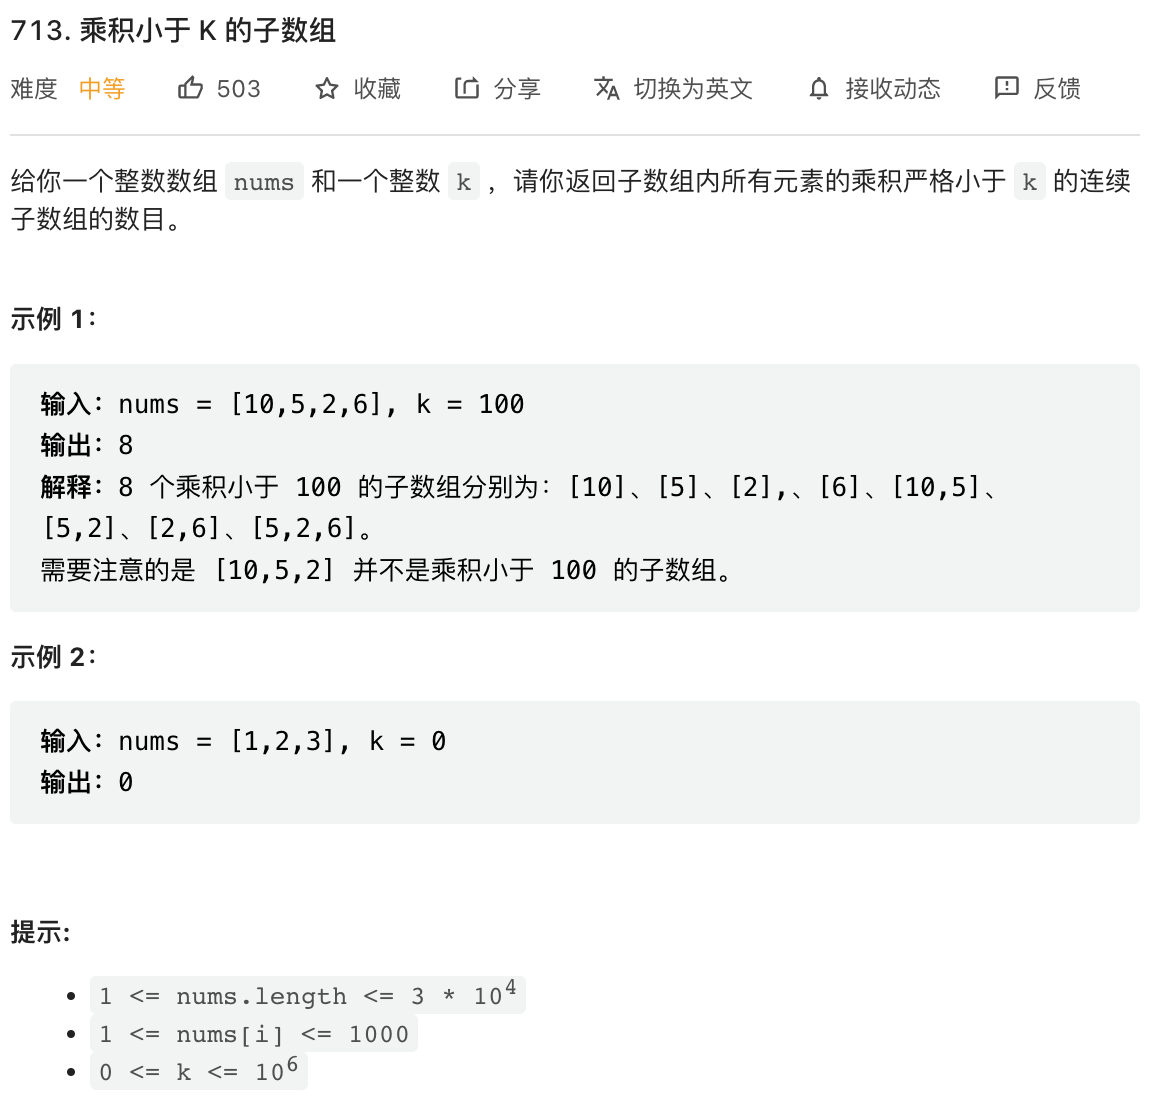 713. 乘积小于 K 的子数组
难度 中等 503 收藏 分享 切换为英文 接收动态 反馈
给你一个整数数组 nums 和一个整数 k ，请你返回子数组内所有元素的乘积严格小于 k 的连续
子数组的数目。
示例 1：
输入：nums = [10,5,2,6], k = 100
输出：8
解释：8 个乘积小于 100 的子数组分别为：[10]、[5]、[2],、[6]、[10,5]、
[5,2]、[2,6]、[5,2,6]。
需要注意的是 [10,5,2] 并不是乘积小于 100 的子数组。
示例 2：
输入：nums = [1,2,3], k = 0
输出：0
提示:
1 <= nums.length <= 3 * 10⁴
1 <= nums[i] <= 1000
0 <= k <= 10⁶